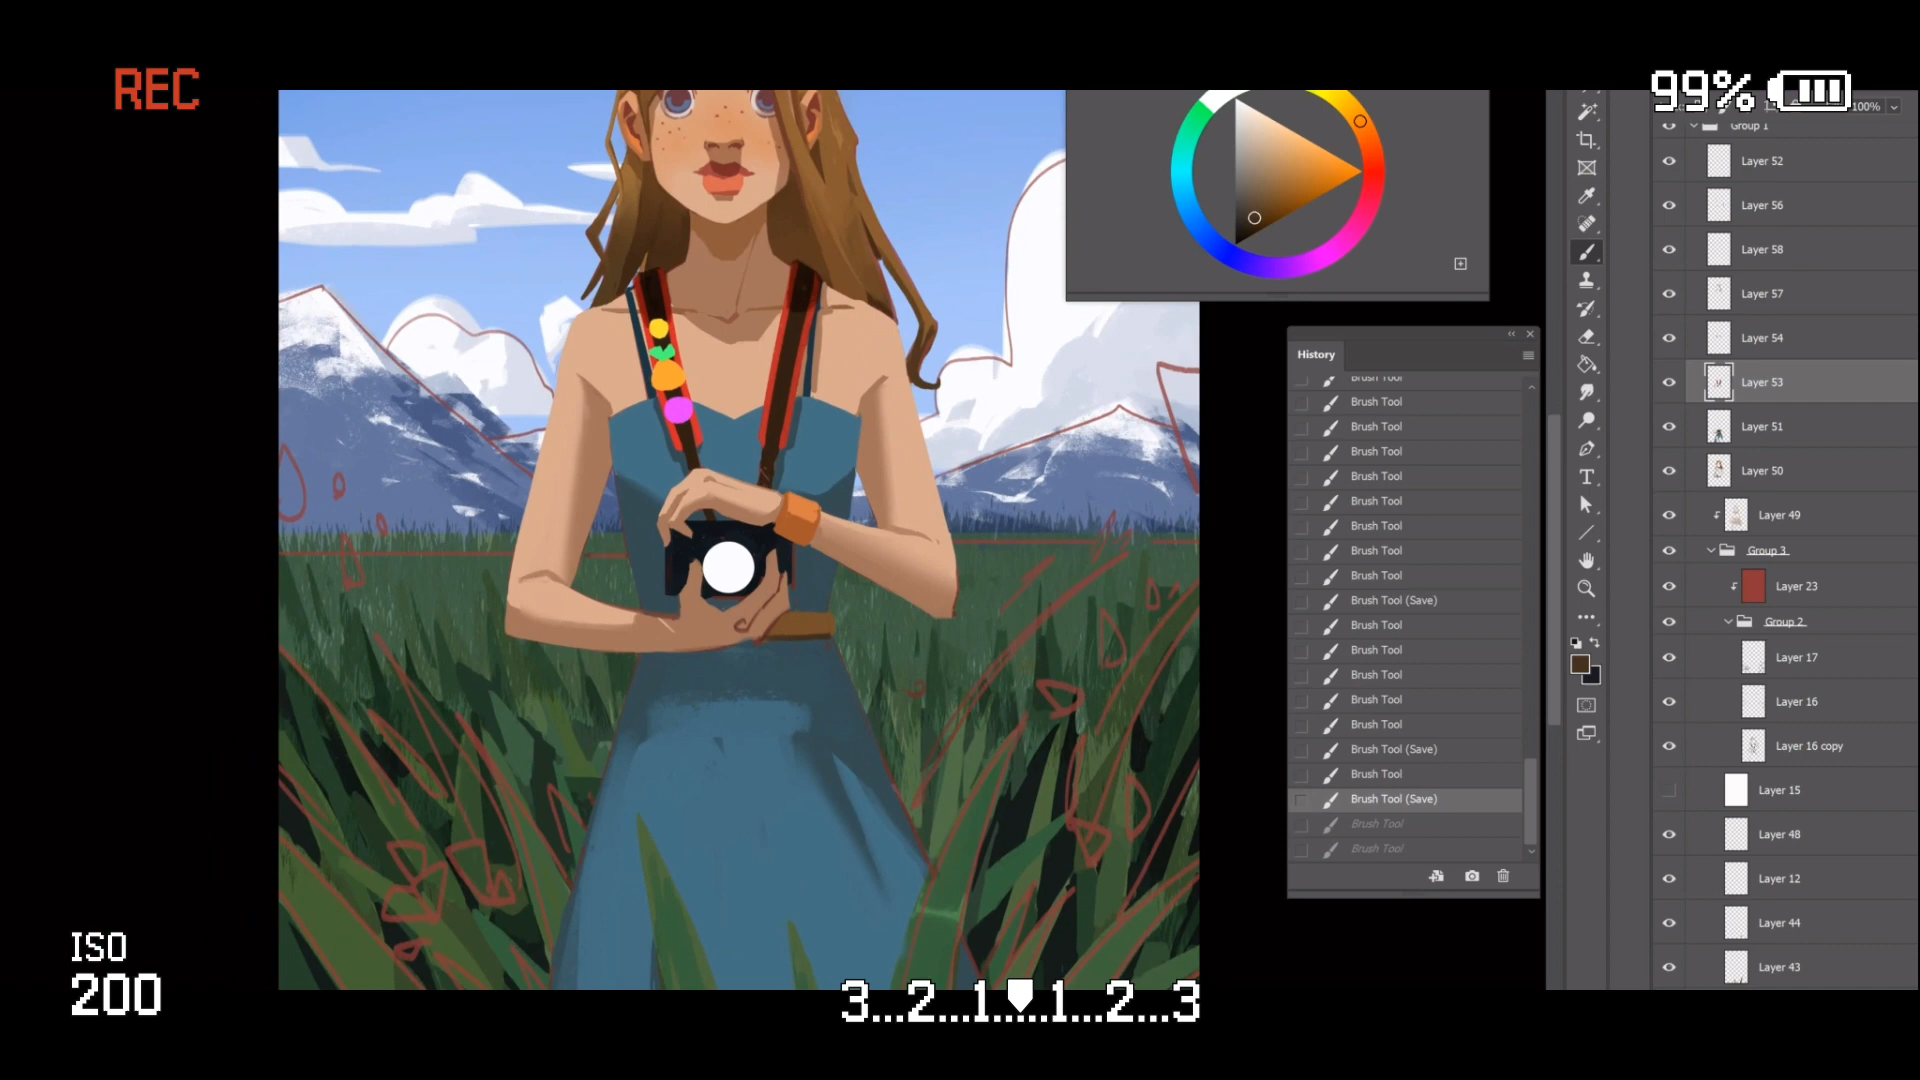 REC
99%
100%
Group 1
Layer 52
Layer 56
Layer 58
Layer 57
Layer 54
Layer 53
Layer 51
Layer 50
Layer 49
Group 3
Layer 23
Group 2
Layer 17
Layer 16
Layer 16 copy
Layer 15
Layer 48
Layer 12
Layer 44
Layer 43
History
Brush Tool
Brush Tool
Brush Tool
Brush Tool
Brush Tool
Brush Tool
Brush Tool
Brush Tool
Brush Tool
Brush Tool (Save)
Brush Tool
Brush Tool
Brush Tool
Brush Tool
Brush Tool
Brush Tool (Save)
Brush Tool
Brush Tool (Save)
Brush Tool
Brush Tool
ISO
200
3...2...1...1...2...3